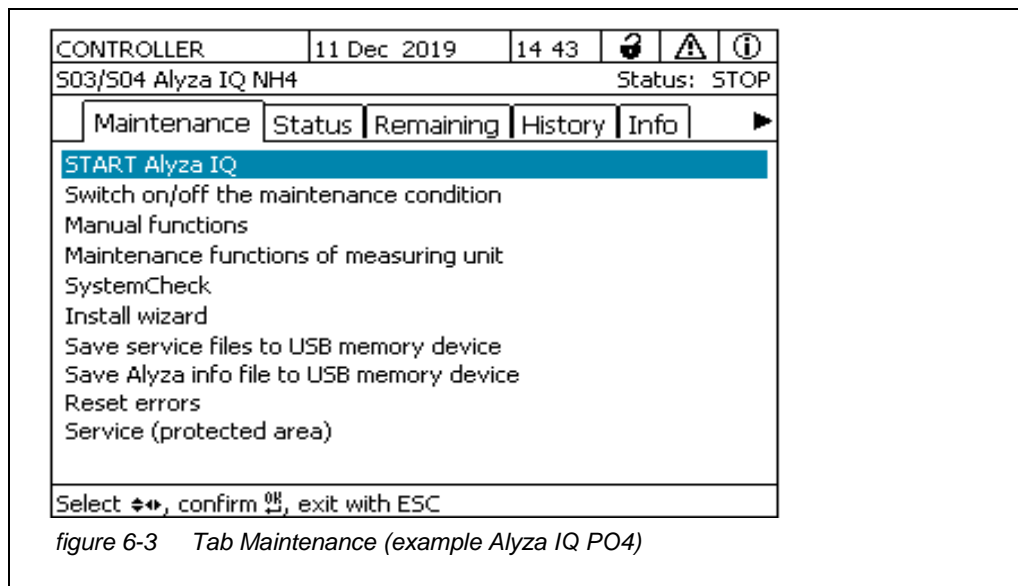 CONTROLLER 11 Dec 2019 14 43
S03/S04 Alyza IQ NH4 Status: STOP
Maintenance Status Remaining History Info
START Alyza IQ
Switch on/off the maintenance condition
Manual functions
Maintenance functions of measuring unit
SystemCheck
Install wizard
Save service files to USB memory device
Save Alyza info file to USB memory device
Reset errors
Service (protected area)
Select , confirm OK, exit with ESC
figure 6-3 Tab Maintenance (example Alyza IQ PO4)